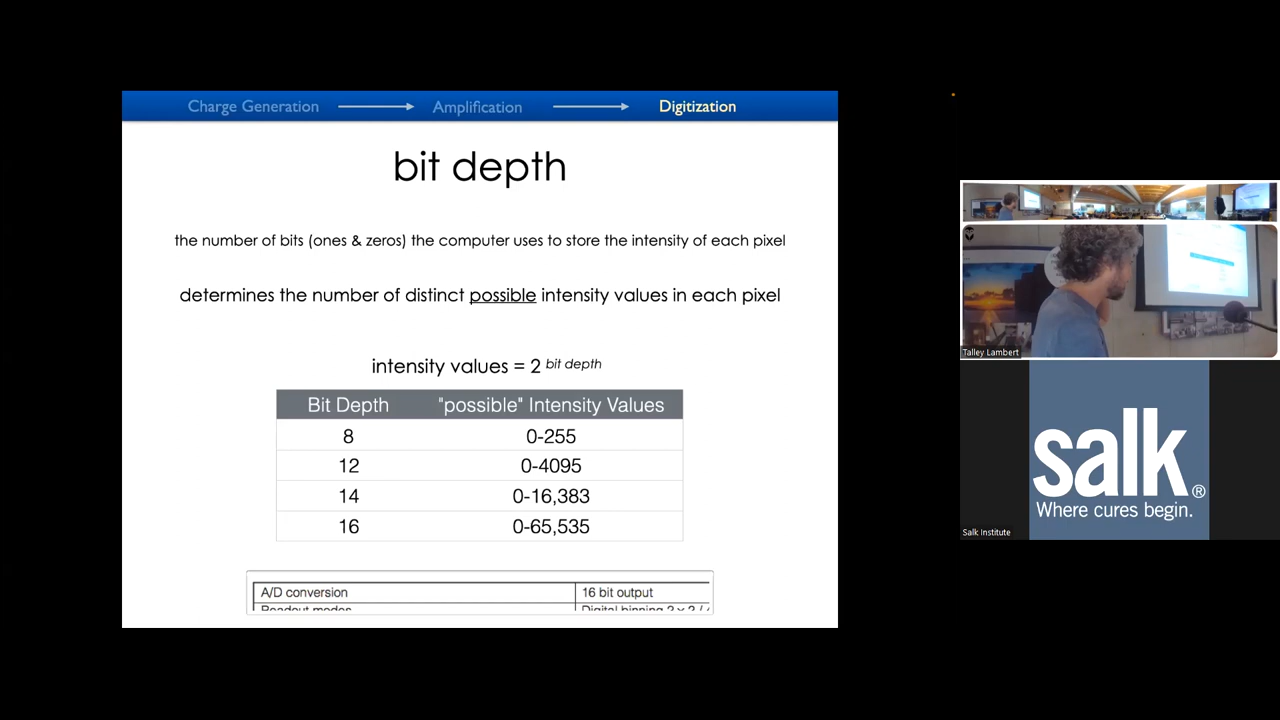 Charge Generation Amplification Digitization
bit depth
the number of bits (ones & zeros) the computer uses to store the intensity of each pixel
determines the number of distinct possible intensity values in each pixel
intensity values = 2 bit depth
Bit Depth "possible" Intensity Values
8 0-255
12 0-4095
14 0-16,383
16 0-65,535
A/D conversion 16 bit output
Readout modes Digital binning 2 x 2 /
Talley Lambert
salk®
Where cures begin.
Salk Institute